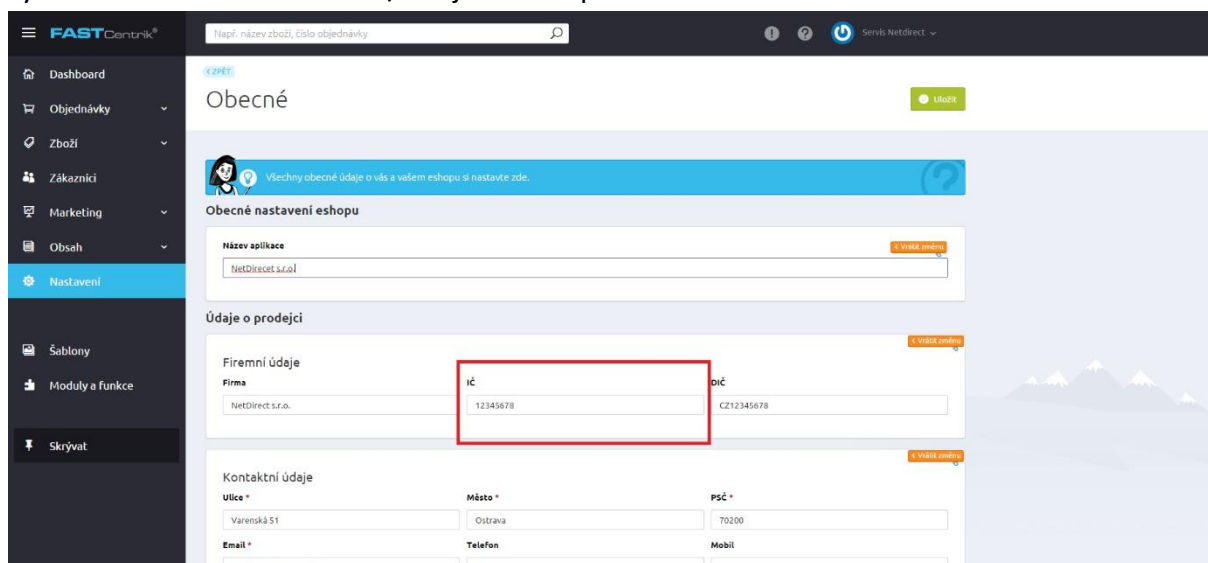 FASTCentrik®
Např. název zboží, číslo objednávky
Servis Netdirect
Dashboard
Objednávky
Zboží
Zákazníci
Marketing
Obsah
Nastavení
Šablony
Moduly a funkce
Skrývat
< ZPĚT
Obecné
Uložit
Všechny obecné údaje o vás a vašem eshopu si nastavte zde.
Obecné nastavení eshopu
Název aplikace
< Vrátit změnu
NetDirecet s.r.o.
Údaje o prodejci
< Vrátit změnu
Firemní údaje
Firma IČ DIČ
NetDirect s.r.o. 12345678 CZ12345678
< Vrátit změnu
Kontaktní údaje
Ulice * Město * PSČ *
Varenská 51 Ostrava 70200
Email * Telefon Mobil